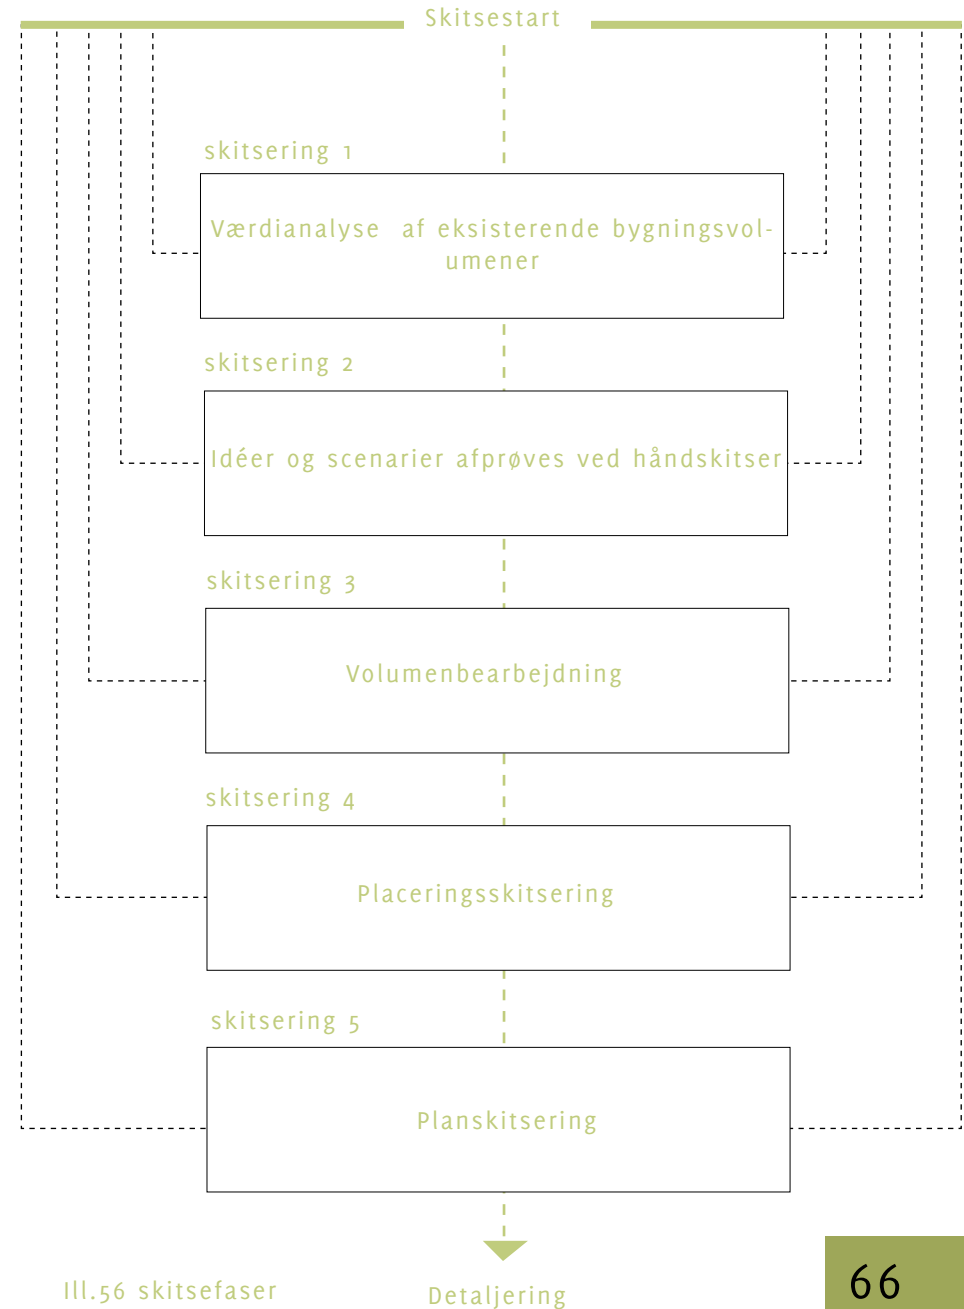 Skitsestart
skitsering 1
Værdianalyse af eksisterende bygningsvol-
umener
skitsering 2
Idéer og scenarier afprøves ved håndskitser
skitsering 3
Volumenbearbejdning
skitsering 4
Placeringsskitsering
skitsering 5
Planskitsering
Ill.56 skitsefaser
Detaljering
66